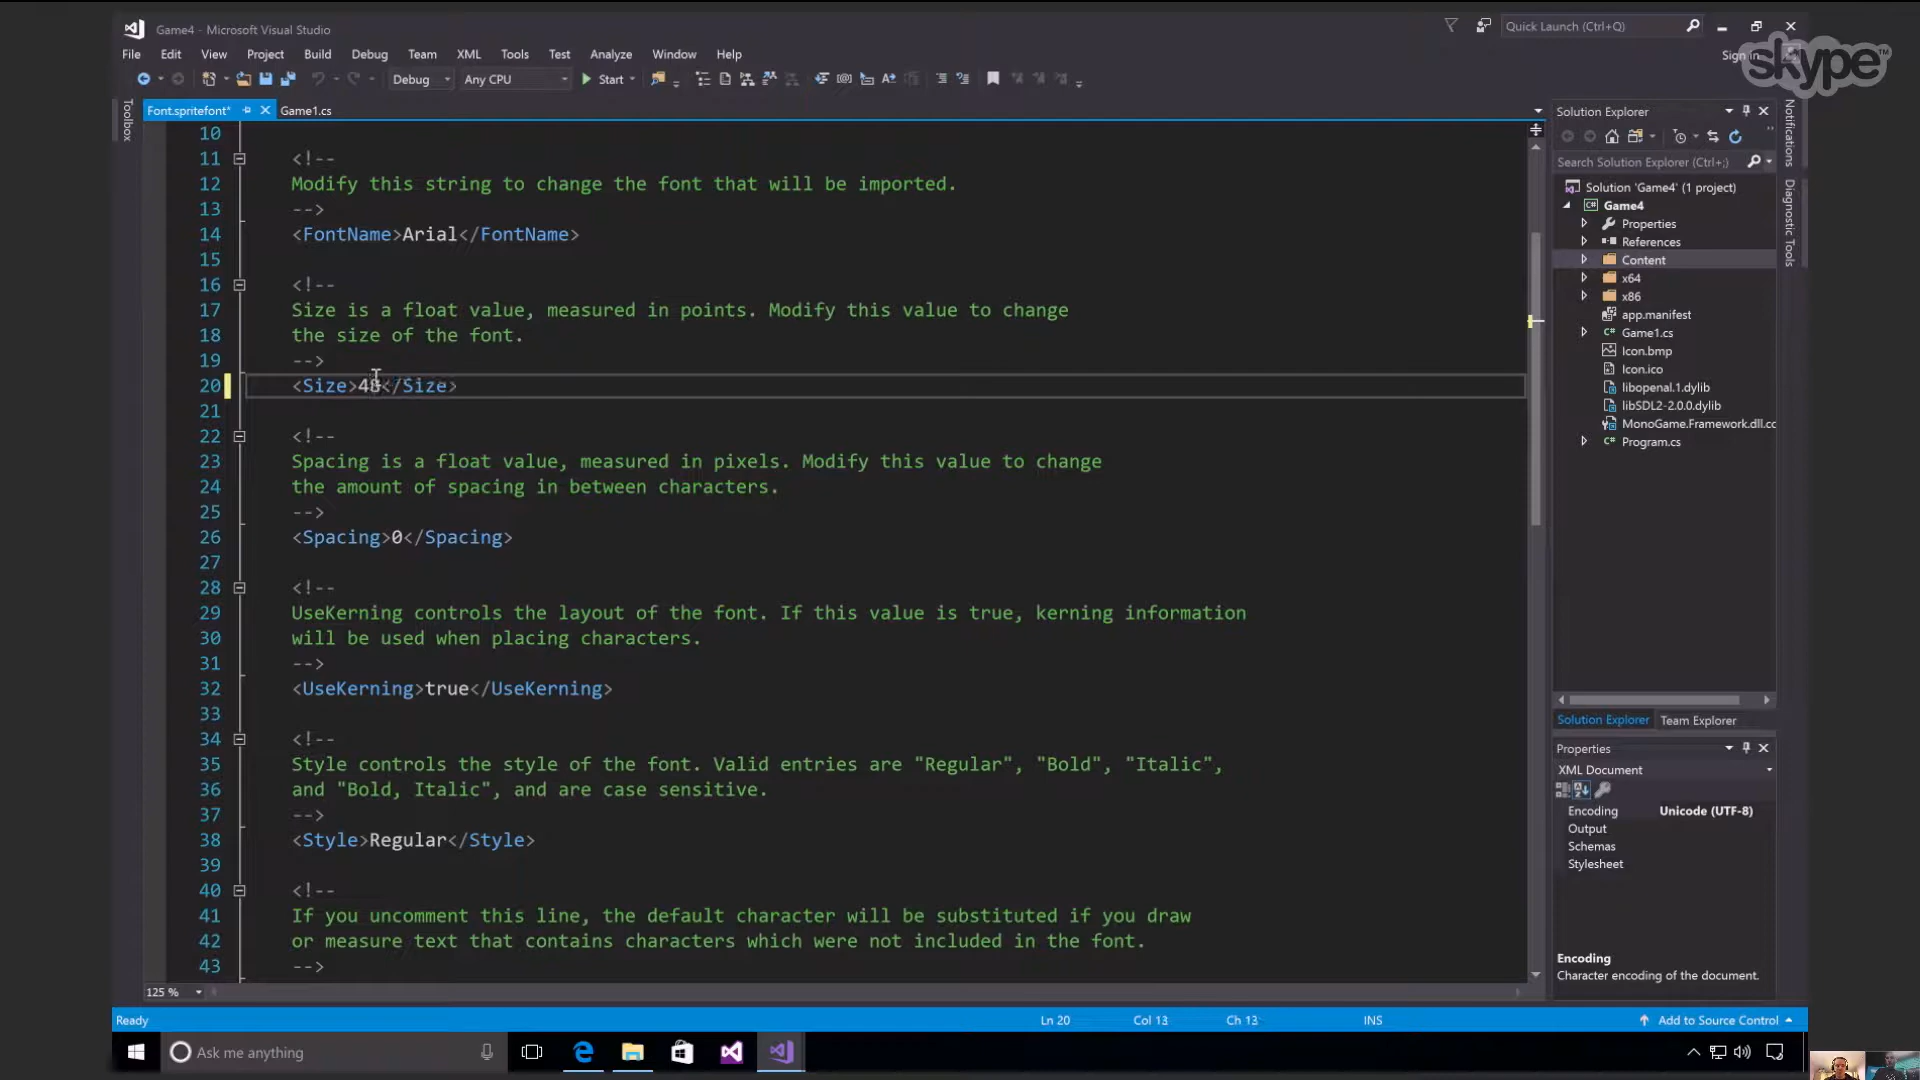 Game4 - Microsoft Visual Studio
Quick Launch (Ctrl+Q)
File Edit View Project Build Debug Team XML Tools Test Analyze Window Help
Sign in
skype™
Debug Any CPU Start
Toolbox
Font.spritefont* Game1.cs
10
11 <!--
12 Modify this string to change the font that will be imported.
13 -->
14 <FontName>Arial</FontName>
15
16 <!--
17 Size is a float value, measured in points. Modify this value to change
18 the size of the font.
19 -->
20 <Size>48</Size>
21
22 <!--
23 Spacing is a float value, measured in pixels. Modify this value to change
24 the amount of spacing in between characters.
25 -->
26 <Spacing>0</Spacing>
27
28 <!--
29 UseKerning controls the layout of the font. If this value is true, kerning information
30 will be used when placing characters.
31 -->
32 <UseKerning>true</UseKerning>
33
34 <!--
35 Style controls the style of the font. Valid entries are "Regular", "Bold", "Italic",
36 and "Bold, Italic", and are case sensitive.
37 -->
38 <Style>Regular</Style>
39
40 <!--
41 If you uncomment this line, the default character will be substituted if you draw
42 or measure text that contains characters which were not included in the font.
43 -->
125 %
Solution Explorer
Search Solution Explorer (Ctrl+;)
Solution 'Game4' (1 project)
Game4
Properties
References
Content
x64
x86
app.manifest
Game1.cs
Icon.bmp
Icon.ico
libopenal.1.dylib
libSDL2-2.0.0.dylib
MonoGame.Framework.dll.cc
Program.cs
Solution Explorer Team Explorer
Properties
XML Document
Encoding Unicode (UTF-8)
Output
Schemas
Stylesheet
Encoding
Character encoding of the document.
Notifications
Diagnostic Tools
Ready Ln 20 Col 13 Ch 13 INS Add to Source Control
Ask me anything